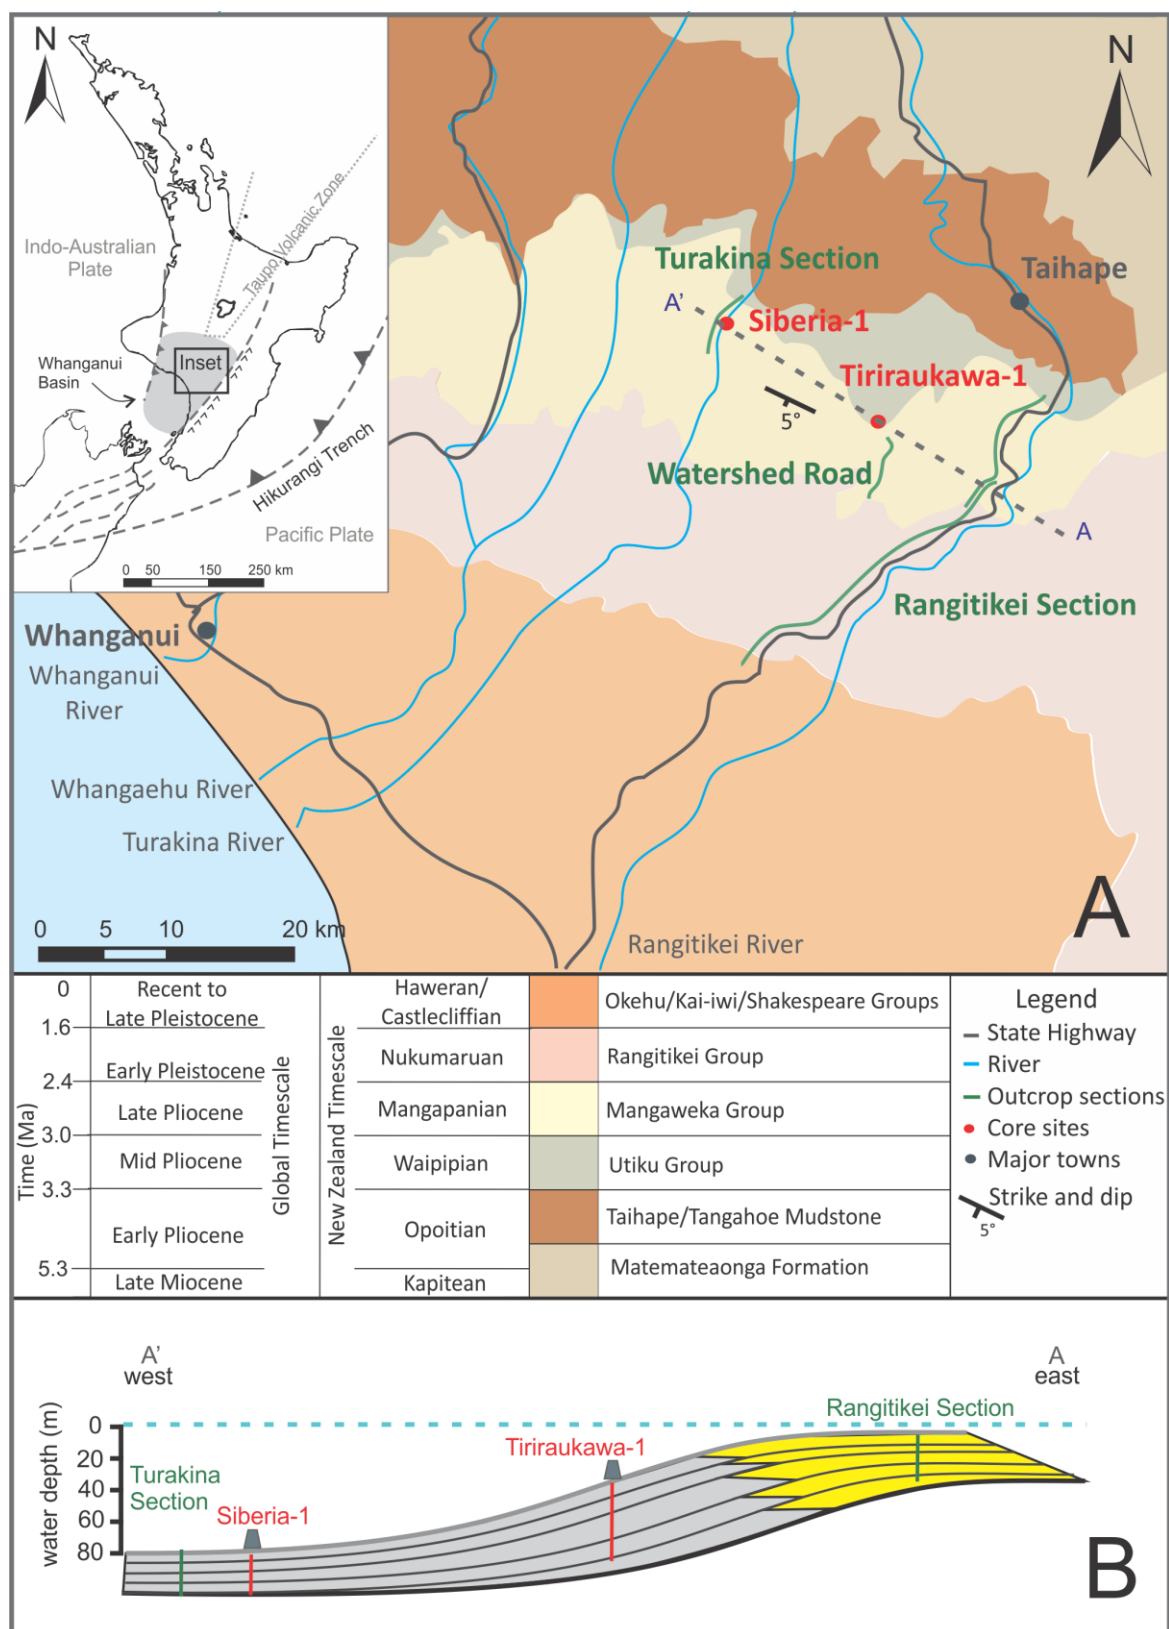 N
Indo-Australian
Plate
Taupo Volcanic Zone
Whanganui
Basin
Inset
Hikurangi Trench
Pacific Plate
0 50 150 250 km
N
Turakina Section
A'
Siberia-1
Taihape
Tiriraukawa-1
5°
Watershed Road
A
Rangitikei Section
Whanganui
Whanganui
River
Whangaehu River
Turakina River
Rangitikei River
0 5 10 20 km
A
Time (Ma)
0
1.6
2.4
3.0
3.3
5.3
Recent to
Late Pleistocene
Early Pleistocene
Late Pliocene
Mid Pliocene
Early Pliocene
Late Miocene
Global Timescale
New Zealand Timescale
Haweran/
Castlecliffian
Nukumaruan
Mangapanian
Waipipian
Opoitian
Kapitean
Okehu/Kai-iwi/Shakespeare Groups
Rangitikei Group
Mangaweka Group
Utiku Group
Taihape/Tangahoe Mudstone
Matemateaonga Formation
Legend
State Highway
River
Outcrop sections
Core sites
Major towns
Strike and dip
5°
A'
west
A
east
water depth (m)
0
20
40
60
80
Turakina
Section
Siberia-1
Tiriraukawa-1
Rangitikei Section
B